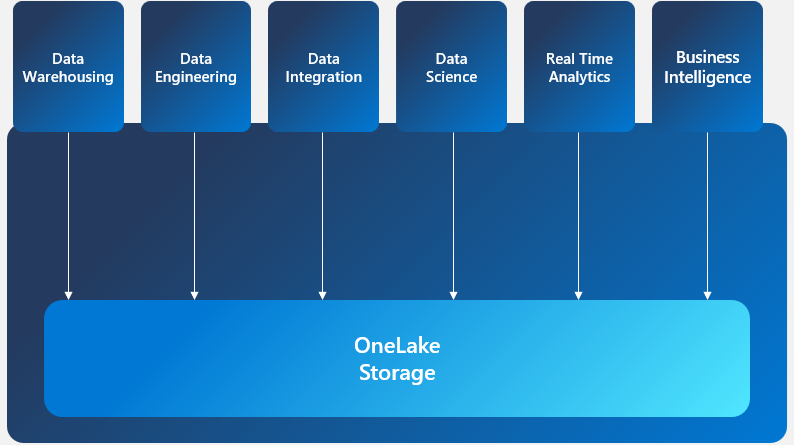 Data
Warehousing
Data
Engineering
Data
Integration
Data
Science
Real Time
Analytics
Business
Intelligence
OneLake
Storage